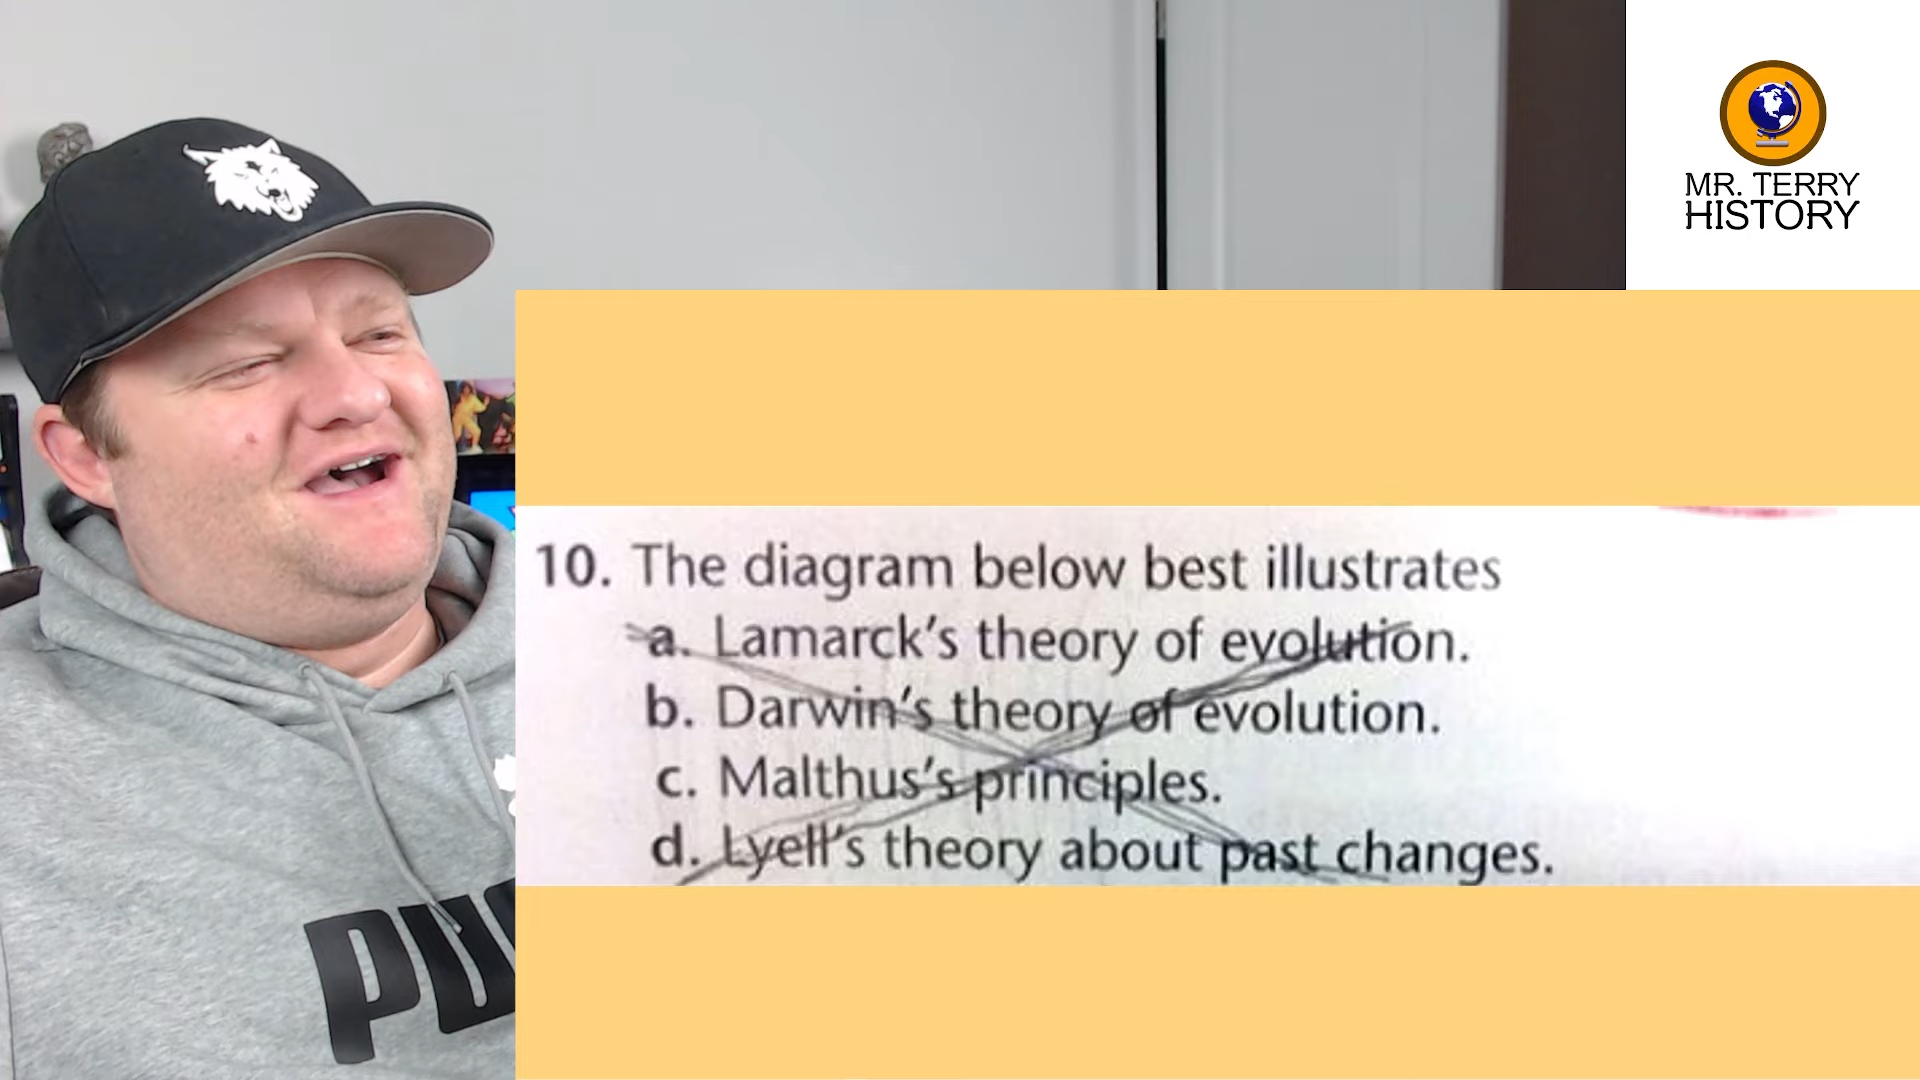 MR. TERRY
HISTORY
10. The diagram below best illustrates
a. Lamarck's theory of evolution.
b. Darwin's theory of evolution.
c. Malthus's principles.
d. Lyell's theory about past changes.
PU